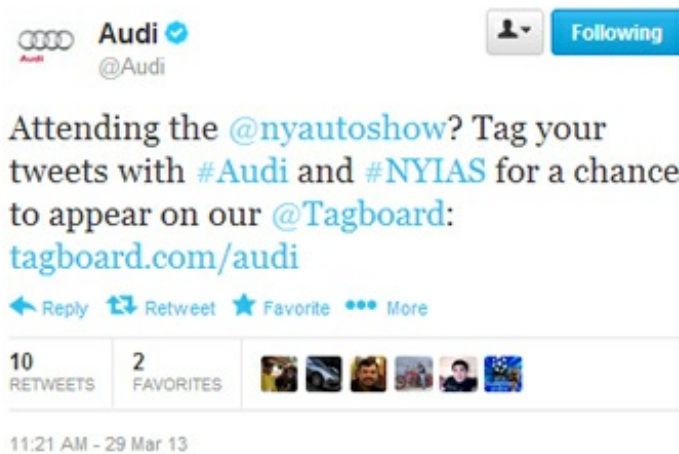 Audi
Audi
@Audi
Following
Attending the @nyautoshow? Tag your
tweets with #Audi and #NYIAS for a chance
to appear on our @Tagboard:
tagboard.com/audi
Reply Retweet Favorite More
10 2
RETWEETS FAVORITES
11:21 AM - 29 Mar 13